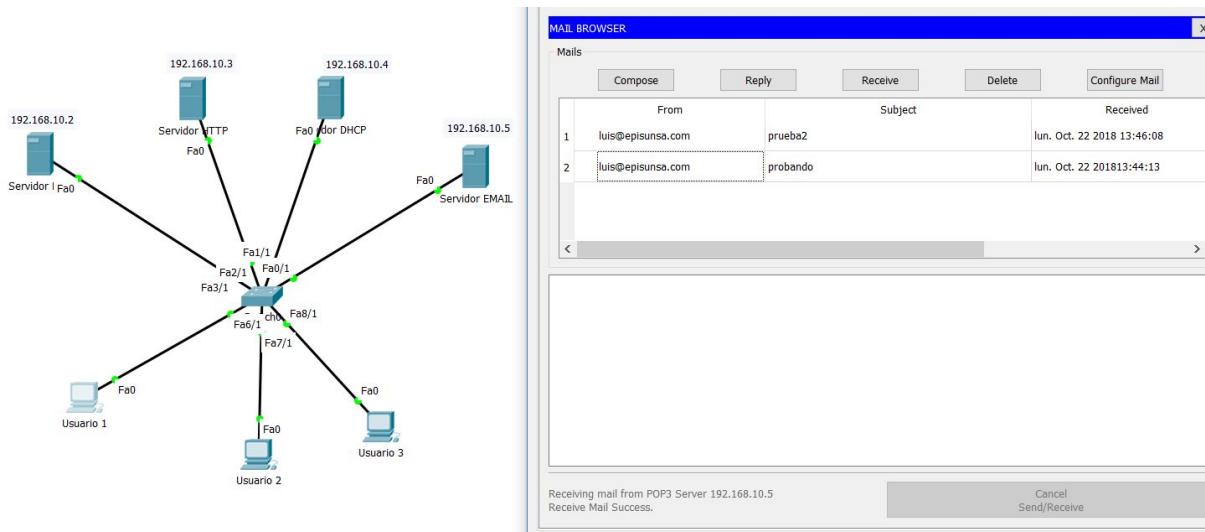 192.168.10.3
192.168.10.4
192.168.10.2
192.168.10.5
Servidor HTTP
Fa0 dor DHCP
Fa0
Servidor
Fa0
Fa0
Servidor EMAIL
Fa1/1
Fa2/1
Fa0/1
Fa3/1
Fa6/1
Fa8/1
Fa7/1
Fa0
Usuario 1
Fa0
Usuario 2
Fa0
Usuario 3
MAIL BROWSER
X
Mails
Compose Reply Receive Delete Configure Mail
From Subject Received
1 luis@episunsa.com prueba2 lun. Oct. 22 2018 13:46:08
2 luis@episunsa.com probando lun. Oct. 22 201813:44:13
Receiving mail from POP3 Server 192.168.10.5
Receive Mail Success.
Cancel
Send/Receive